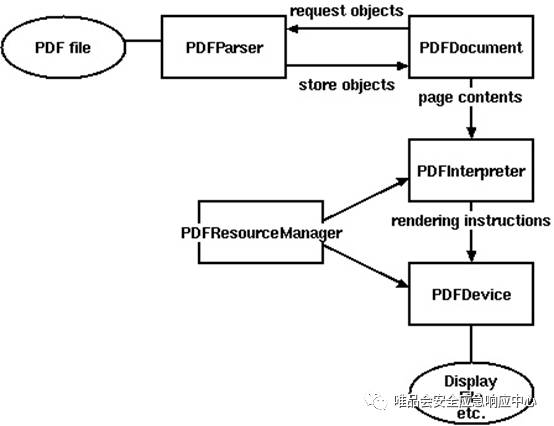 request objects
PDF file
PDFParser
PDFDocument
store objects
page contents
PDFInterpreter
PDFResourceManager
rendering instructions
PDFDevice
Display
etc.
唯品会安全应急响应中心